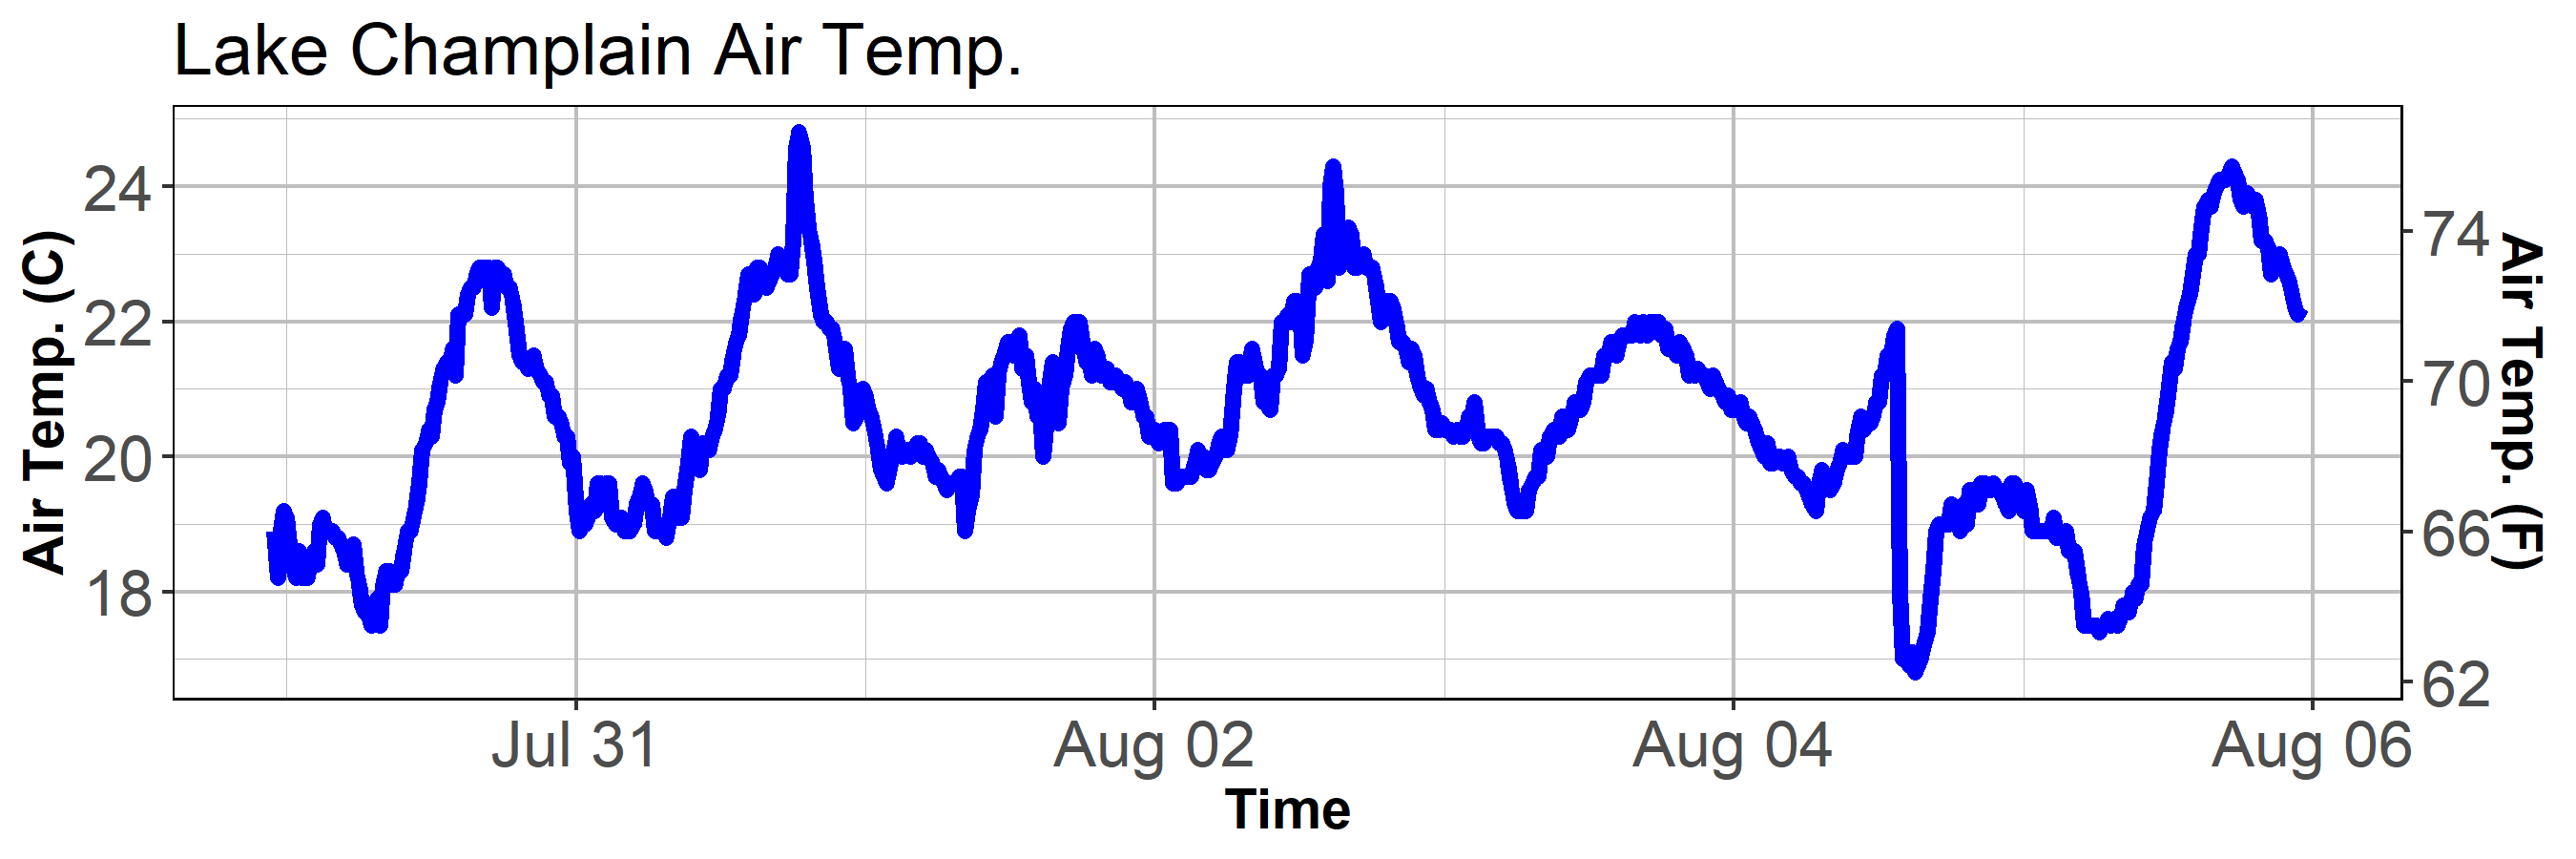 Lake Champlain Air Temp.
Air Temp. (C)
24
22
20
18
Air Temp. (F)
74
70
66
62
Jul 31
Aug 02
Aug 04
Aug 06
Time